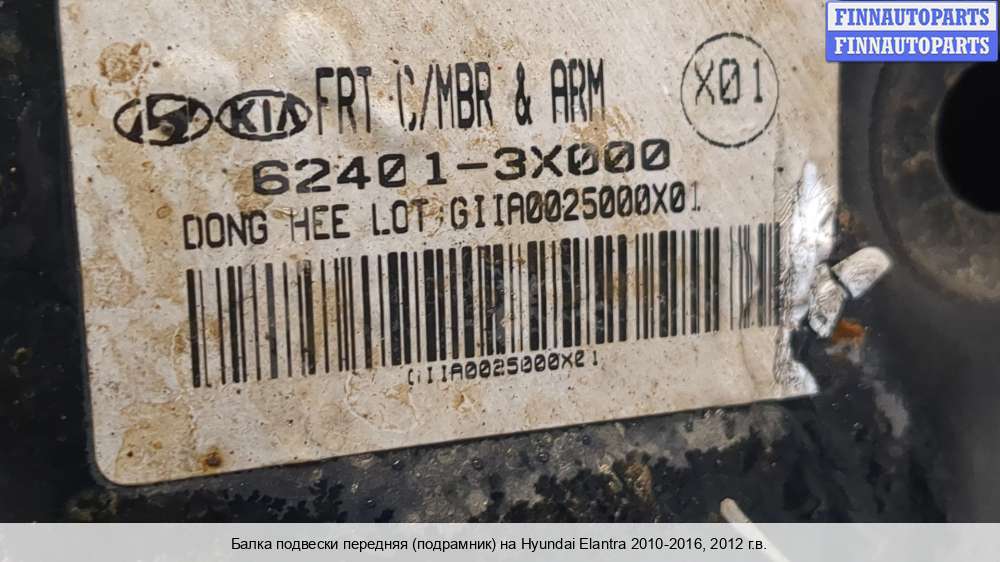 FINNAUTOPARTS
FINNAUTOPARTS
KIA FRT C/MBR & ARM X01
62401-3X000
DONG HEE LOT:GIIA0025000X01
GIIA0025000X01
Балка подвески передняя (подрамник) на Hyundai Elantra 2010-2016, 2012 г.в.